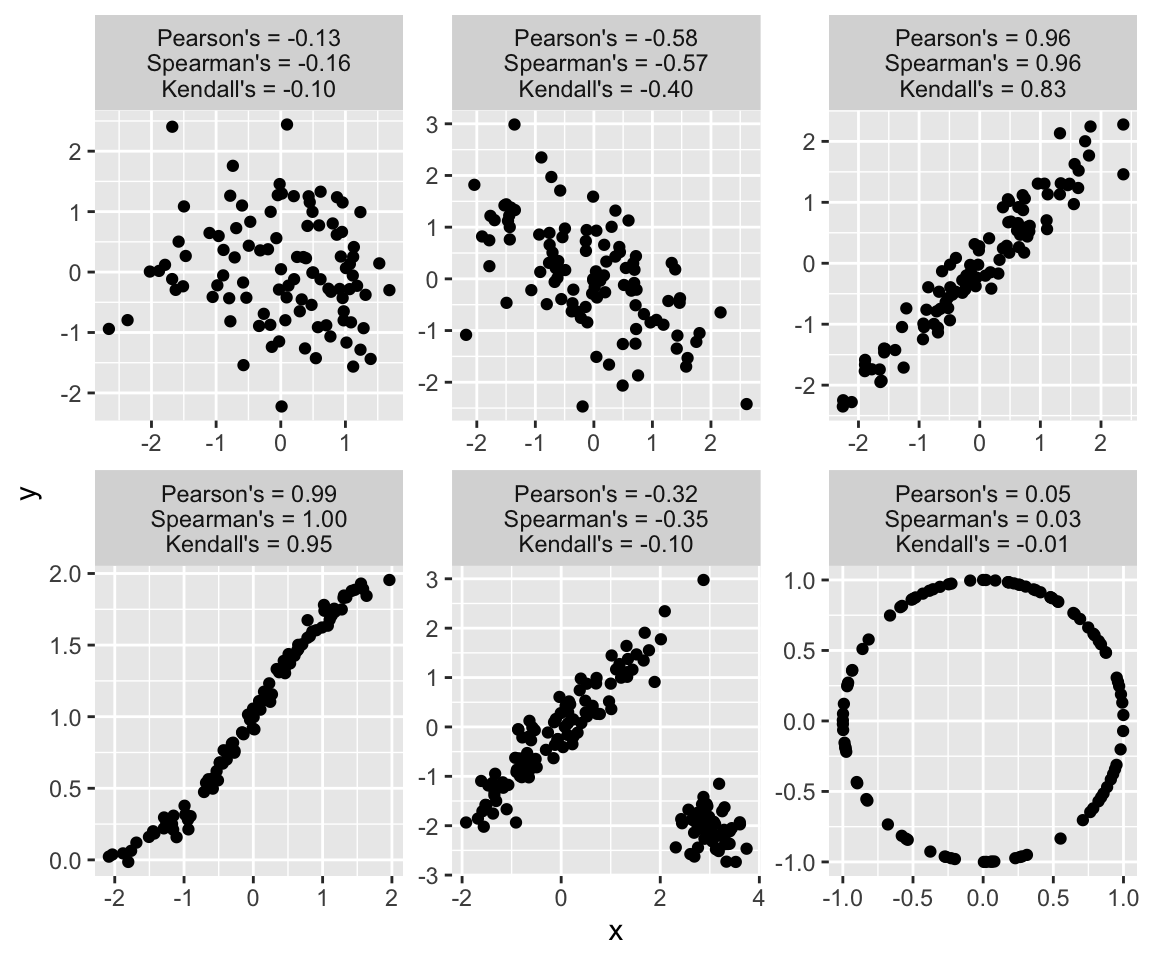 Pearson's = -0.13
Spearman's = -0.16
Kendall's = -0.10
Pearson's = -0.58
Spearman's = -0.57
Kendall's = -0.40
Pearson's = 0.96
Spearman's = 0.96
Kendall's = 0.83
2
1
0
-1
-2
-2 -1 0 1
3
2
1
0
-1
-2
-2 -1 0 1 2
2
1
0
-1
-2
-2 -1 0 1 2
y
Pearson's = 0.99
Spearman's = 1.00
Kendall's = 0.95
Pearson's = -0.32
Spearman's = -0.35
Kendall's = -0.10
Pearson's = 0.05
Spearman's = 0.03
Kendall's = -0.01
2.0
1.5
1.0
0.5
0.0
-2 -1 0 1 2
3
2
1
0
-1
-2
-3
-2 0 2 4
1.0
0.5
0.0
-0.5
-1.0
-1.0 -0.5 0.0 0.5 1.0
x